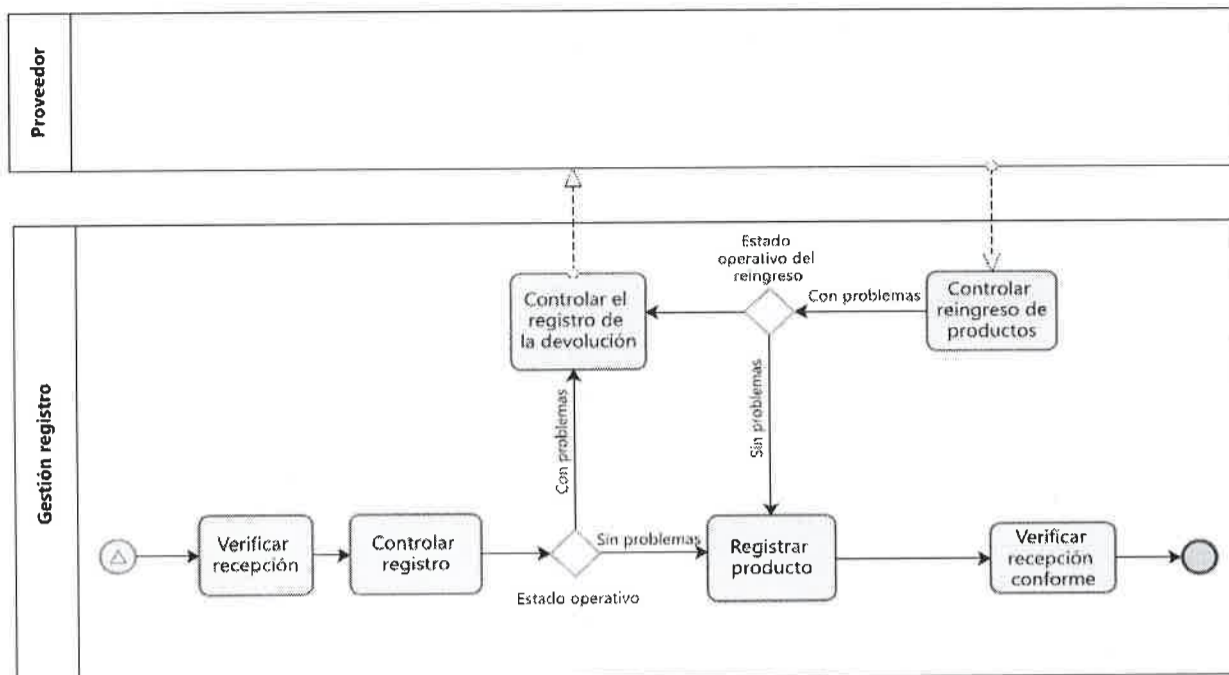 Proveedor
Gestión registro
Estado
operativo del
reingreso
Controlar el
registro de
la devolución
Con problemas
Controlar
reingreso de
productos
Con problemas
Sin problemas
Verificar
recepción
Controlar
registro
Sin problemas
Estado operativo
Registrar
producto
Verificar
recepción
conforme